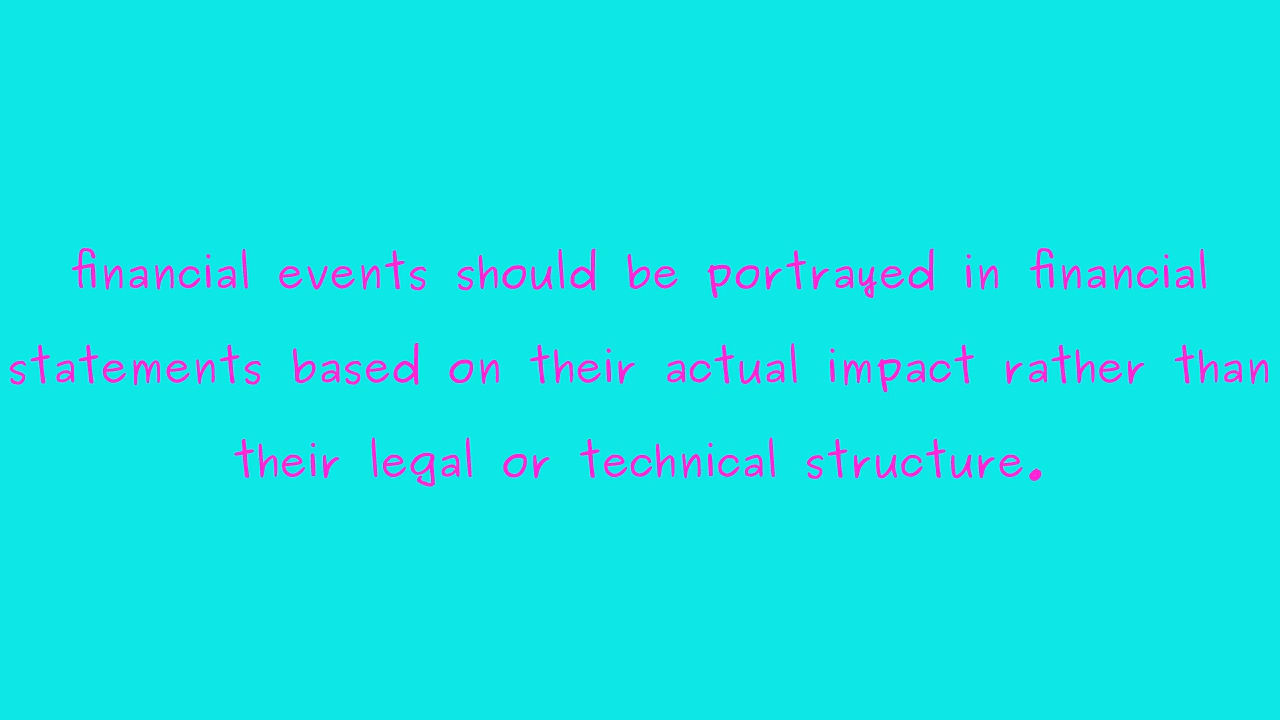 financial events should be portrayed in financial
statements based on their actual impact rather than
their legal or technical structure.